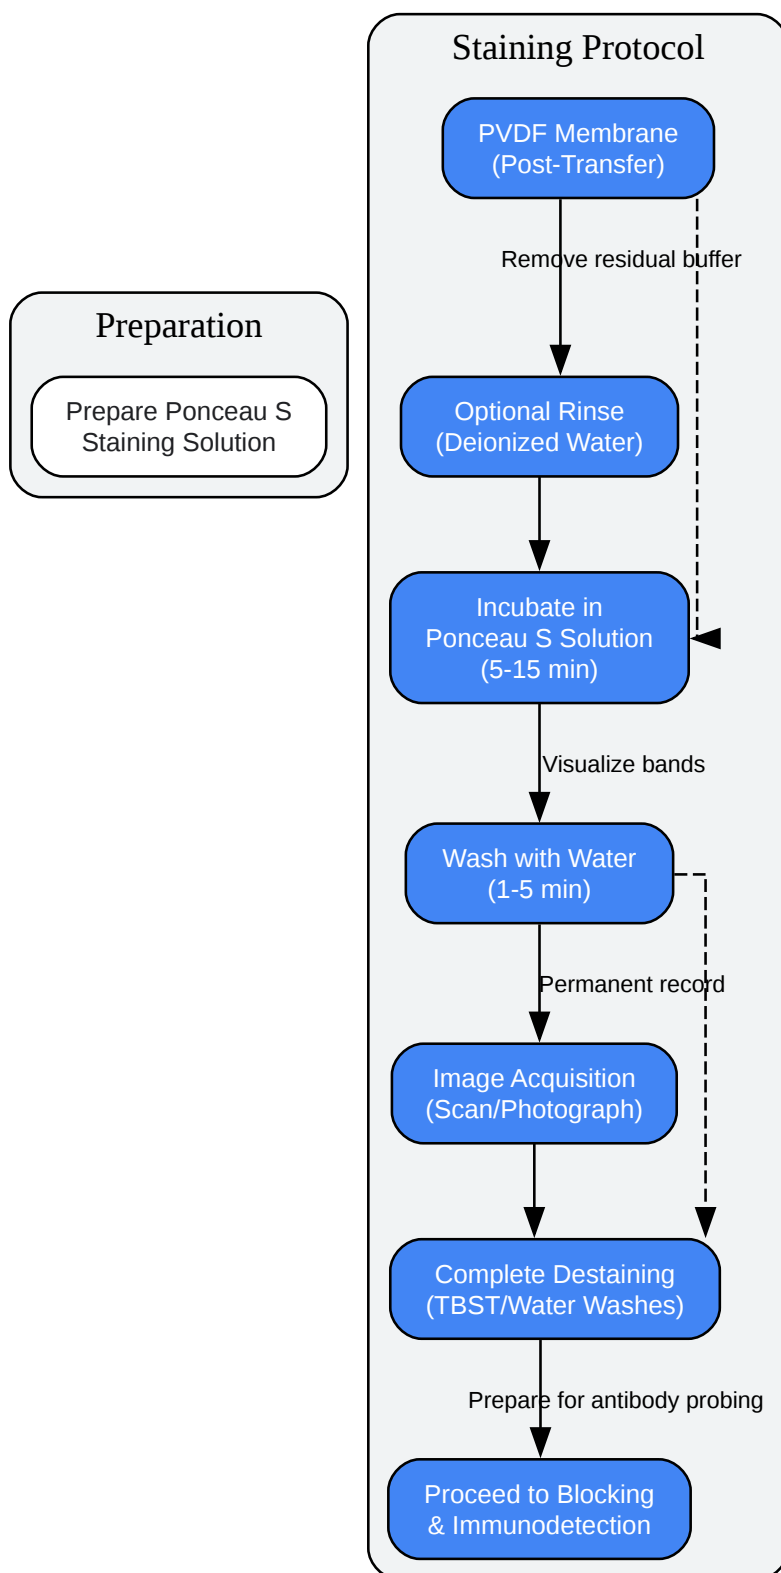 Staining Protocol
PVDF Membrane
(Post-Transfer)
Remove residual buffer
Preparation
Prepare Ponceau S
Staining Solution
Optional Rinse
(Deionized Water)
Incubate in
Ponceau S Solution
(5-15 min)
Visualize bands
Wash with Water
(1-5 min)
Permanent record
Image Acquisition
(Scan/Photograph)
Complete Destaining
(TBST/Water Washes)
Prepare for antibody probing
Proceed to Blocking
& Immunodetection